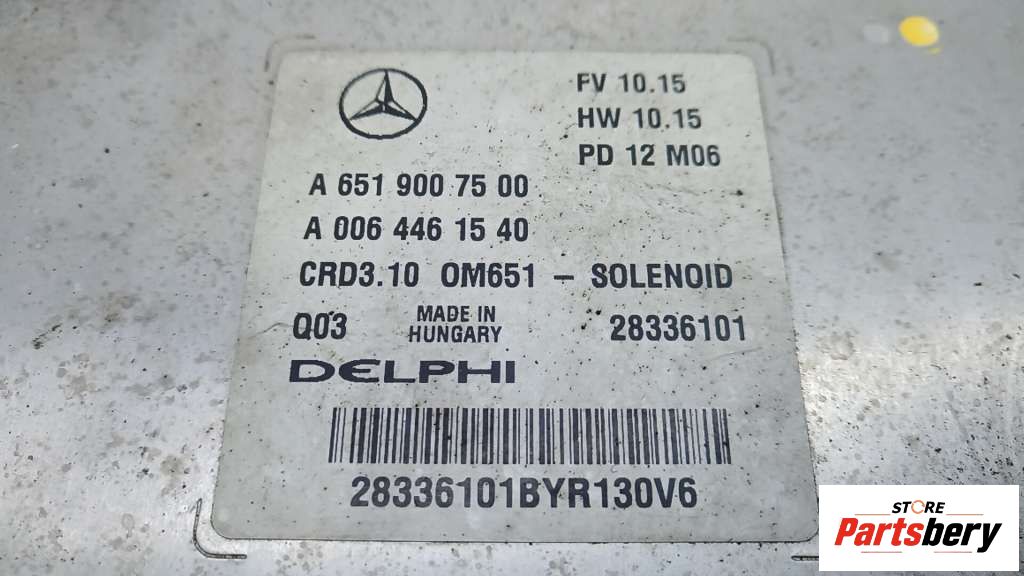 FV 10.15
HW 10.15
PD 12 M06
A 651 900 75 00
A 006 446 15 40
CRD3.10 OM651 - SOLENOID
Q03 MADE IN HUNGARY 28336101
DELPHI
28336101BYR130V6
STORE
Partsbery